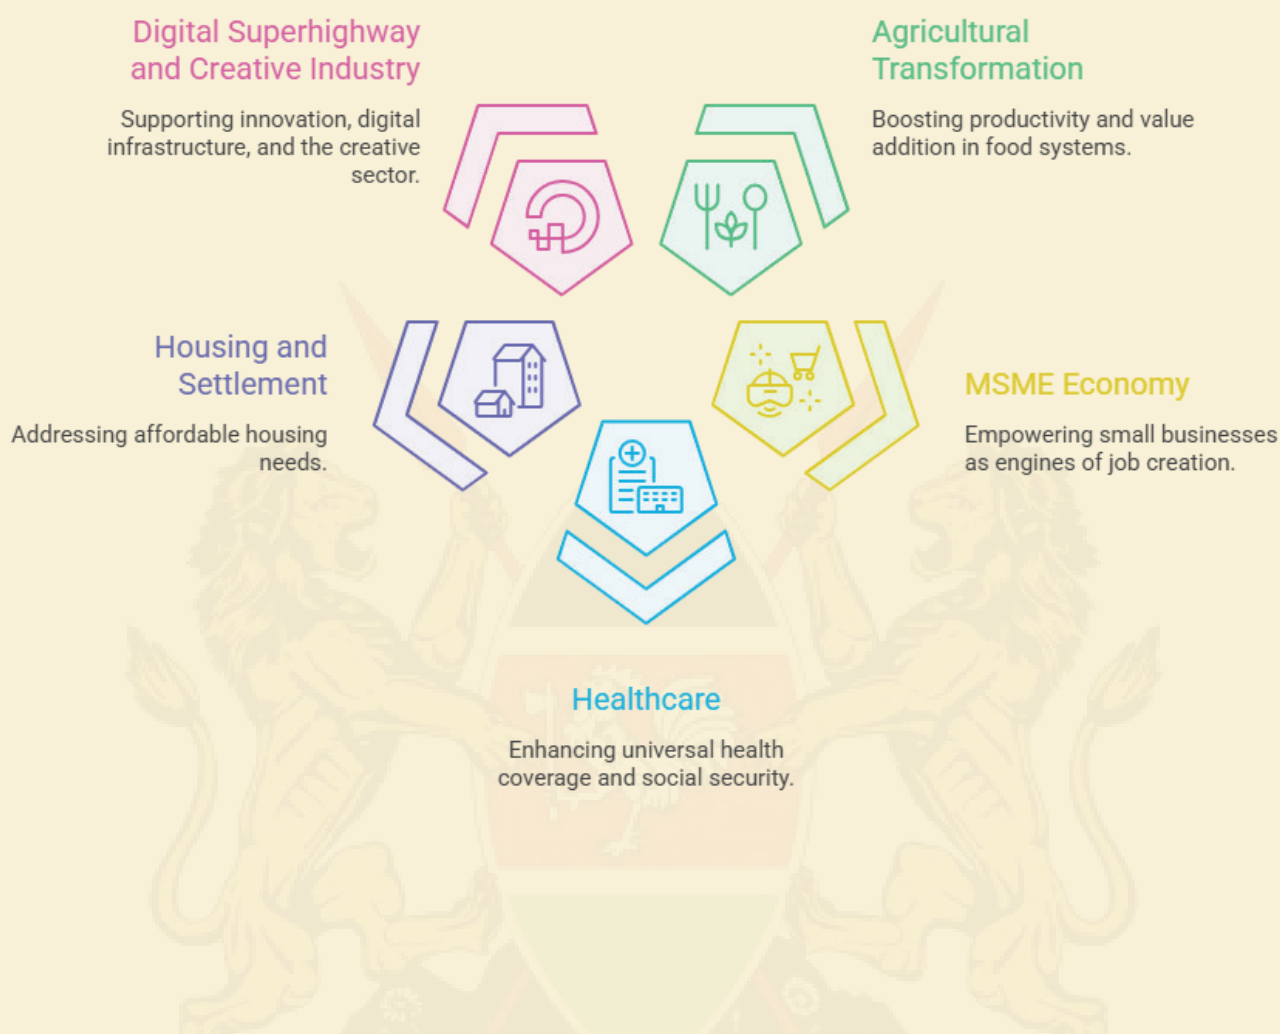 Digital Superhighway
and Creative Industry
Supporting innovation, digital
infrastructure, and the creative
sector.
Agricultural
Transformation
Boosting productivity and value
addition in food systems.
Housing and
Settlement
Addressing affordable housing
needs.
MSME Economy
Empowering small businesses
as engines of job creation.
Healthcare
Enhancing universal health
coverage and social security.